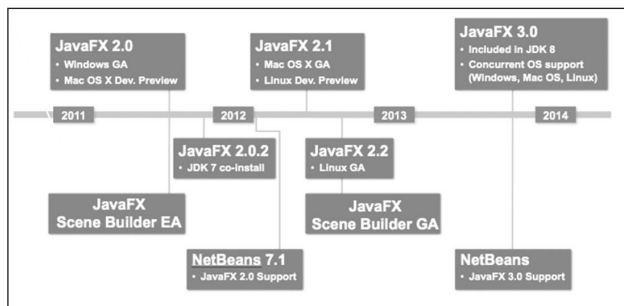 JavaFX 2.0
• Windows GA
• Mac OS X Dev. Preview
JavaFX 2.1
• Mac OS X GA
• Linux Dev. Preview
JavaFX 3.0
• Included in JDK 8
• Concurrent OS support
(Windows, Mac OS, Linux)
2011
2012
2013
2014
JavaFX 2.0.2
• JDK 7 co-install
JavaFX 2.2
• Linux GA
JavaFX
Scene Builder EA
JavaFX
Scene Builder GA
NetBeans 7.1
• JavaFX 2.0 Support
NetBeans
• JavaFX 3.0 Support